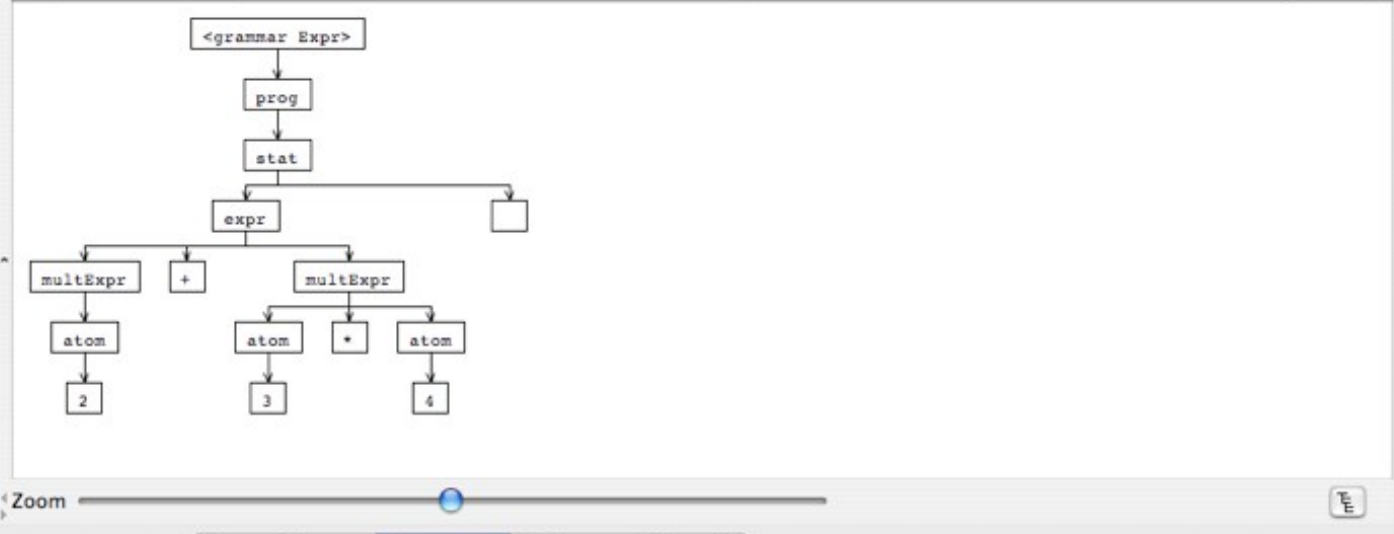 <grammar Expr>
prog
stat
expr
multExpr + multExpr
atom atom * atom
2 3 4
Zoom